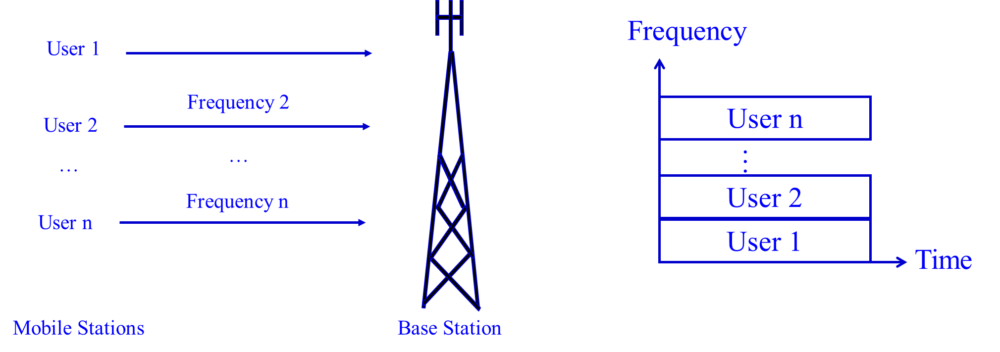 User 1
Frequency 2
User 2
…
…
Frequency n
User n
Mobile Stations
Base Station
Frequency
User n
⋮
User 2
User 1
Time